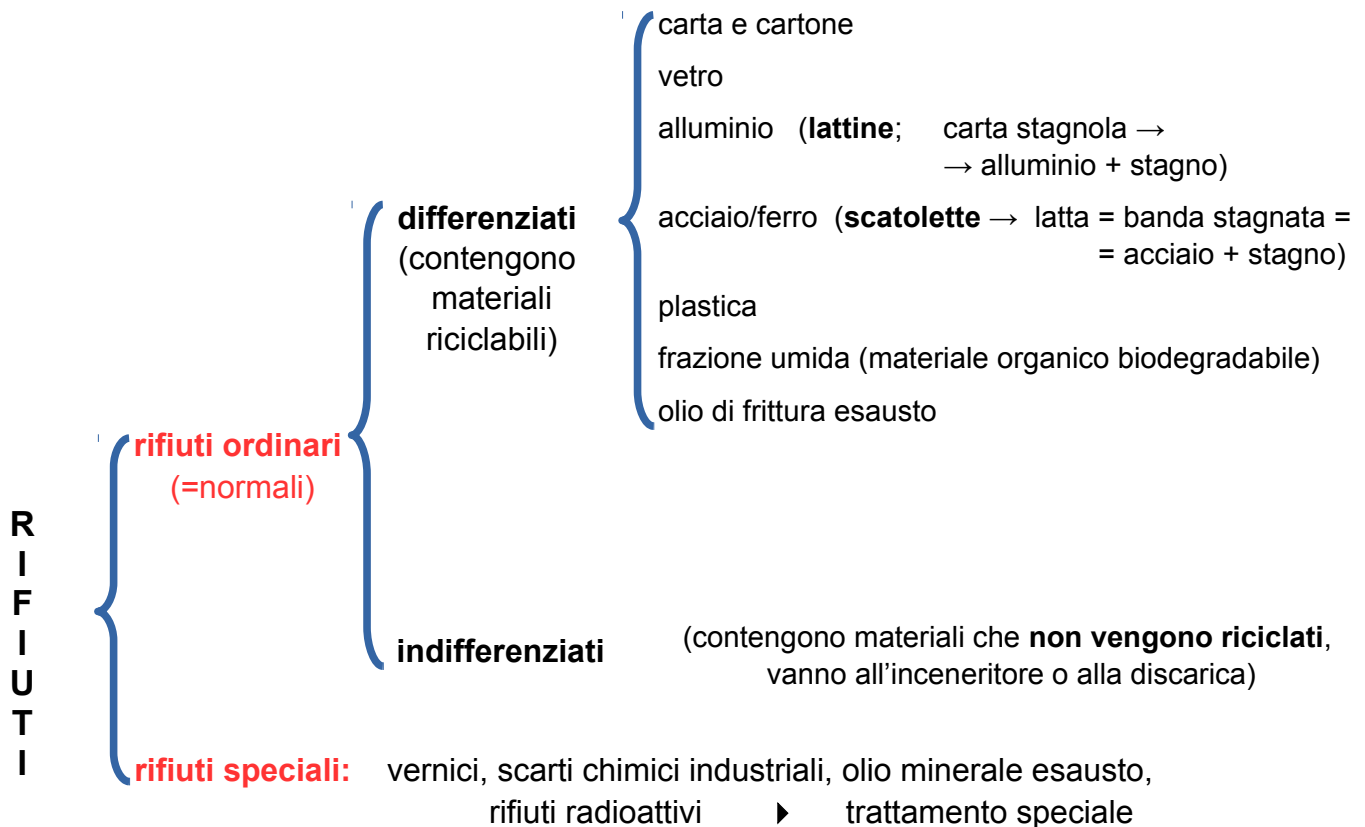 carta e cartone
vetro
alluminio (lattine; carta stagnola →
→ alluminio + stagno)
differenziati
(contengono
materiali
riciclabili)
acciaio/ferro (scatolette → latta = banda stagnata =
= acciaio + stagno)
plastica
frazione umida (materiale organico biodegradabile)
olio di frittura esausto
rifiuti ordinari
(=normali)
R
I
F
I
U
T
I
indifferenziati
(contengono materiali che non vengono riciclati,
vanno all’inceneritore o alla discarica)
rifiuti speciali: vernici, scarti chimici industriali, olio minerale esausto,
rifiuti radioattivi ▶ trattamento speciale